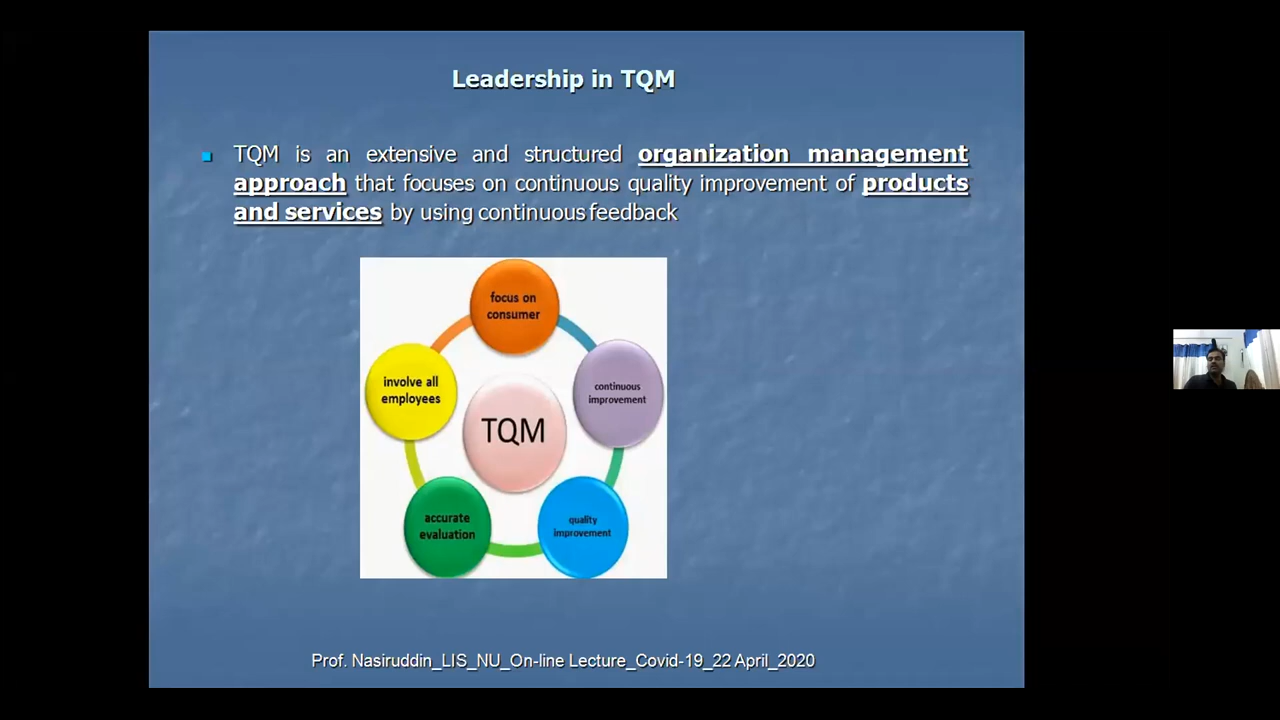 Leadership in TQM
TQM is an extensive and structured organization management
approach that focuses on continuous quality improvement of products
and services by using continuous feedback
focus on
consumer
continuous
improvement
quality
improvement
accurate
evaluation
involve all
employees
TQM
Prof. Nasiruddin_LIS_NU_On-line Lecture_Covid-19_22 April_2020